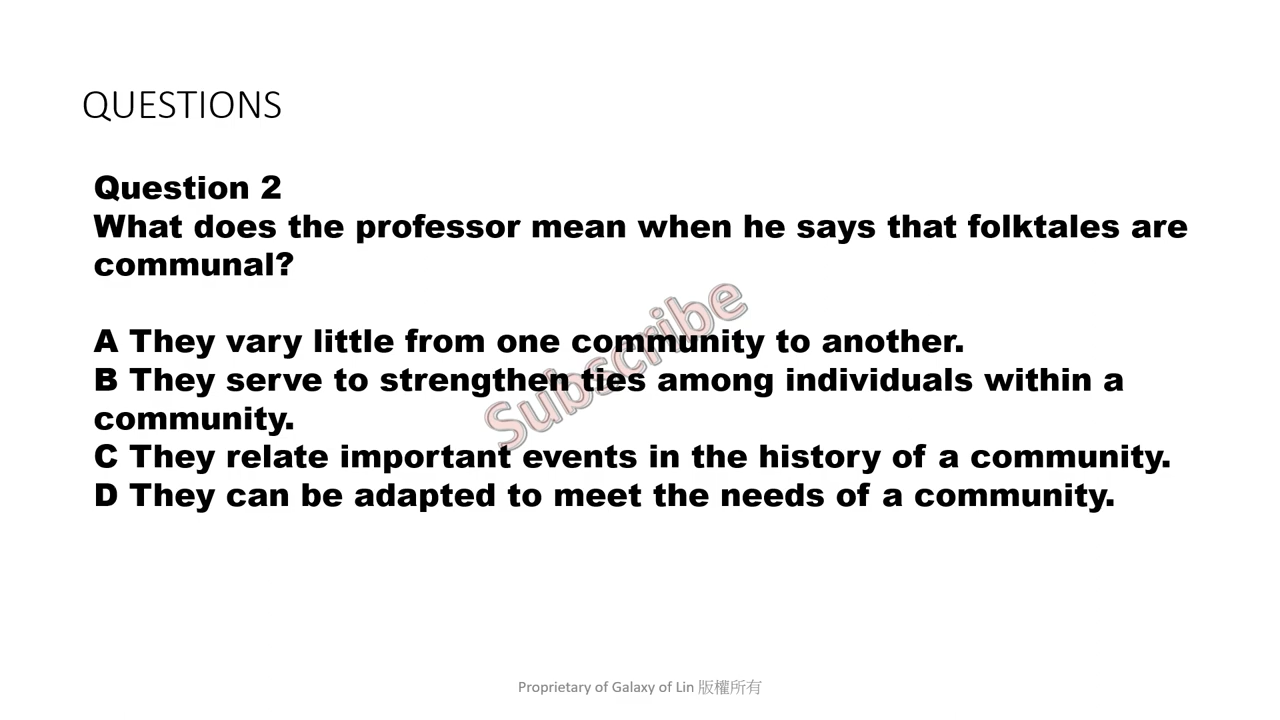 QUESTIONS
Question 2
What does the professor mean when he says that folktales are
communal?
A They vary little from one community to another.
B They serve to strengthen ties among individuals within a
community.
C They relate important events in the history of a community.
D They can be adapted to meet the needs of a community.
Subscribe
Proprietary of Galaxy of Lin 版權所有